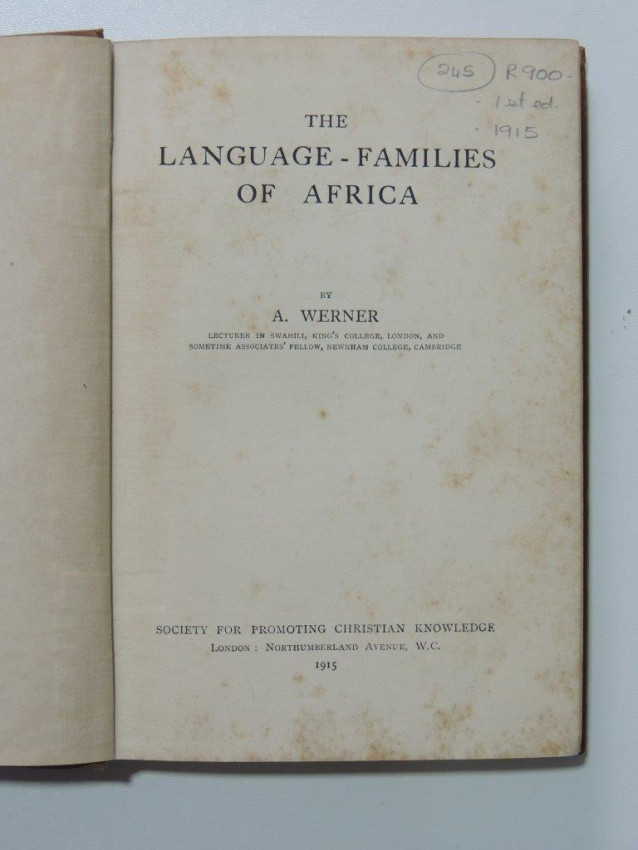 245 R900-
- 1st ed.
- 1915
THE
LANGUAGE-FAMILIES
OF AFRICA
BY
A. WERNER
LECTURER IN SWAHILI, KING'S COLLEGE, LONDON, AND
SOMETIME ASSOCIATES' FELLOW, NEWNHAM COLLEGE, CAMBRIDGE
SOCIETY FOR PROMOTING CHRISTIAN KNOWLEDGE
LONDON: NORTHUMBERLAND AVENUE, W.C.
1915